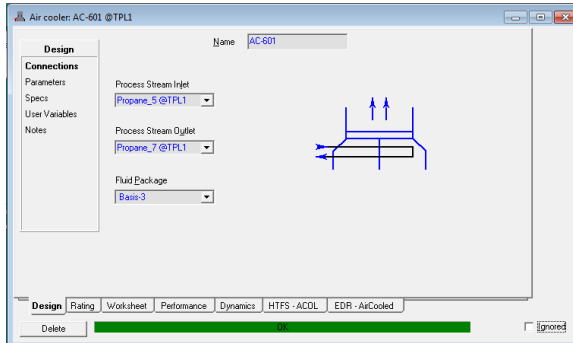 Air cooler: AC-601 @TPL1
Design
Connections
Parameters
Specs
User Variables
Notes
Name AC-601
Process Stream Inlet
Propane_5 @TPL1
Process Stream Outlet
Propane_7 @TPL1
Fluid Package
Basis-3
Design Rating Worksheet Performance Dynamics HTFS - ACOL EDR - AirCooled
Delete OK Ignored